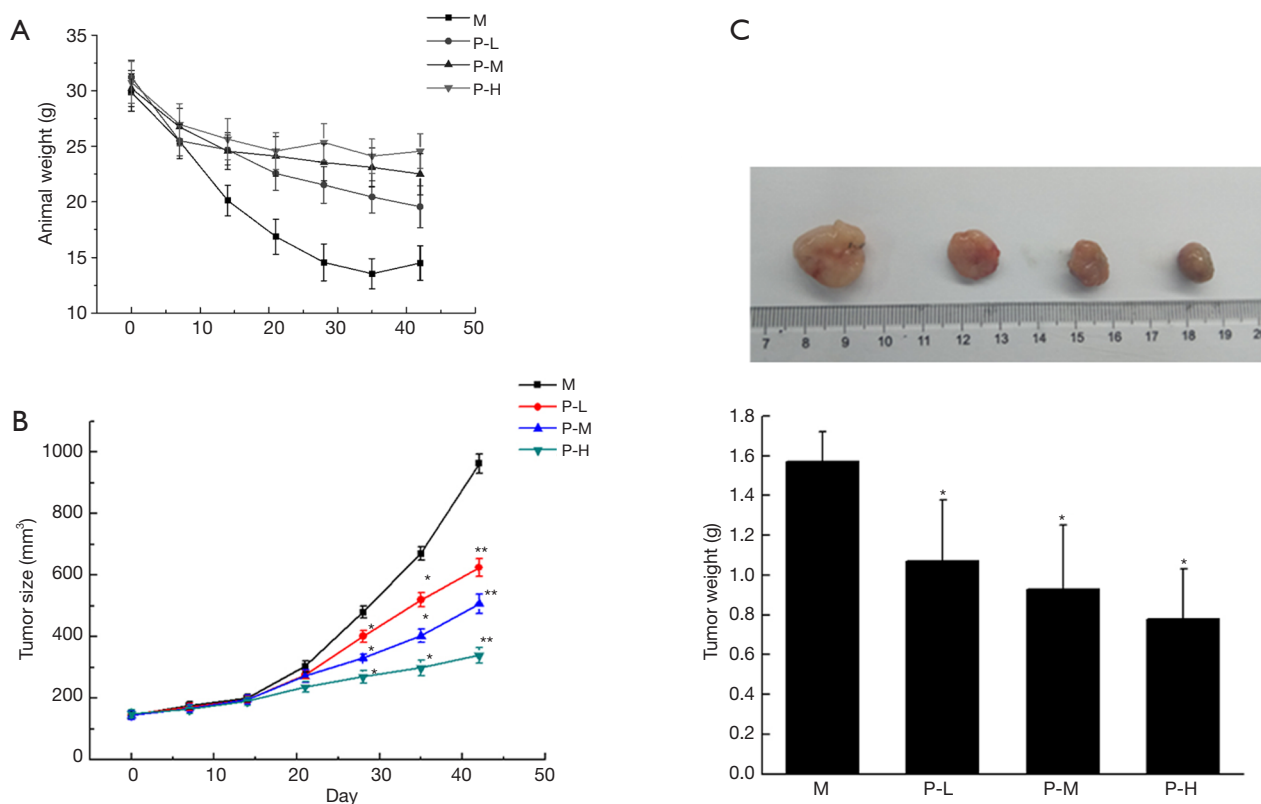 A
M
P-L
P-M
P-H
35
30
25
20
15
10
Animal weight (g)
0 10 20 30 40 50
B
M
P-L
P-M
P-H
1000
800
600
400
200
0
Tumor size (mm³)
* * *
* * *
** ** **
0 10 20 30 40 50
Day
C
7 8 9 10 11 12 13 14 15 16 17 18 19
1.8
1.6
1.4
1.2
1.0
0.8
0.6
0.4
0.2
0.0
Tumor weight (g)
* * *
M P-L P-M P-H